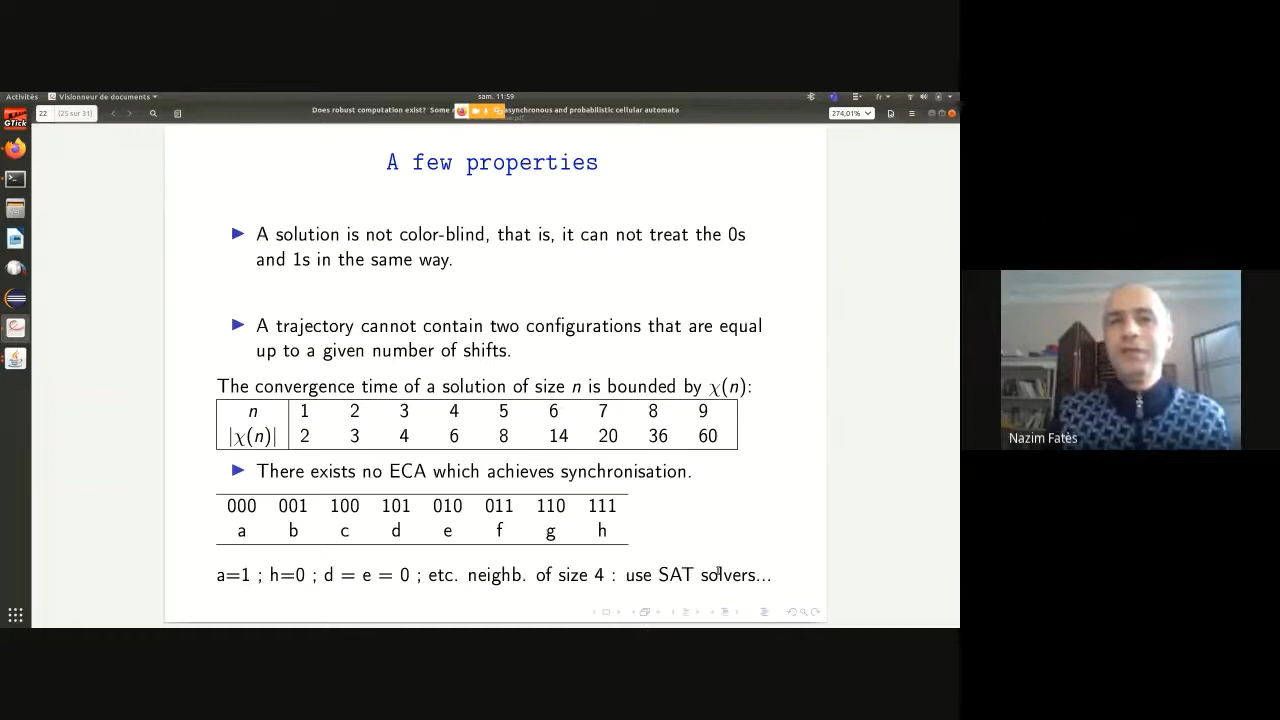 Activités Visionneur de documents sam. 11:59 fr
22 (25 sur 31) Does robust computation exist? Some asynchronous and probabilistic cellular automata 274,01%
GTick
A few properties
A solution is not color-blind, that is, it can not treat the 0s
and 1s in the same way.
A trajectory cannot contain two configurations that are equal
up to a given number of shifts.
The convergence time of a solution of size n is bounded by χ(n):
n 1 2 3 4 5 6 7 8 9
|χ(n)| 2 3 4 6 8 14 20 36 60
There exists no ECA which achieves synchronisation.
000 001 100 101 010 011 110 111
a b c d e f g h
a=1 ; h=0 ; d = e = 0 ; etc. neighb. of size 4 : use SAT solvers...
Nazim Fatès